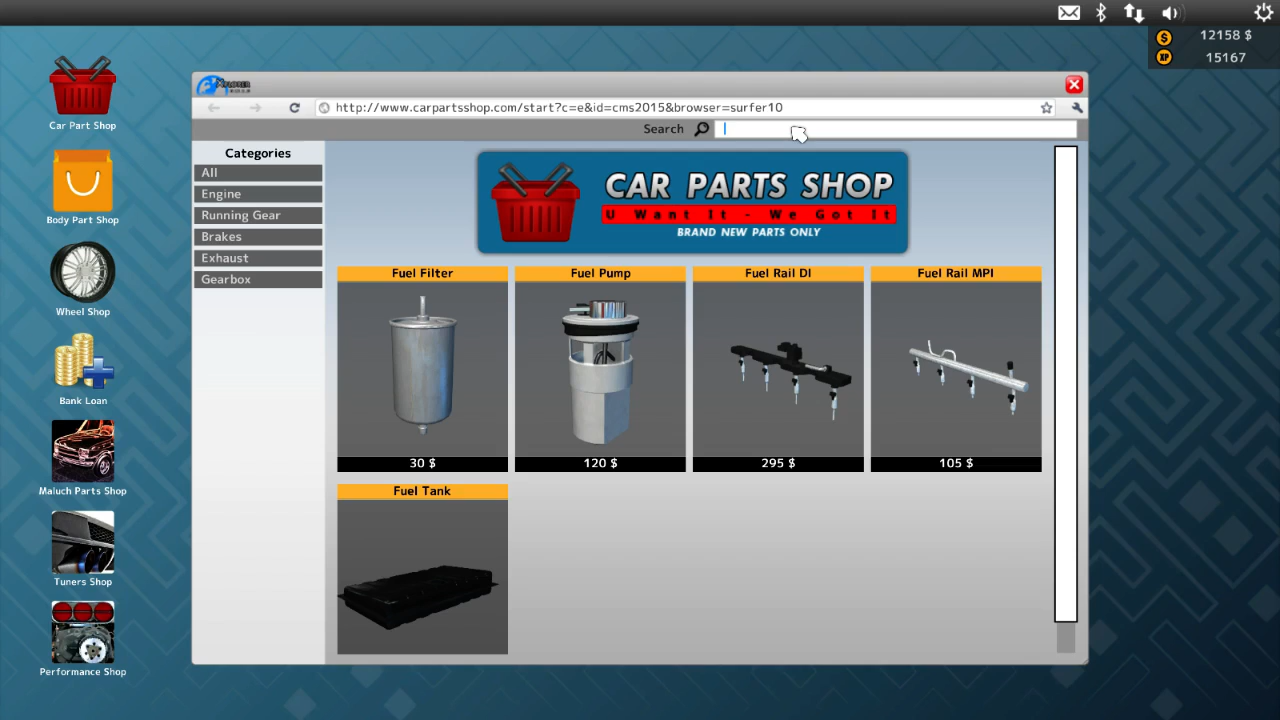 12158 $
15167
Car Part Shop
Body Part Shop
Wheel Shop
Bank Loan
Maluch Parts Shop
Tuners Shop
Performance Shop
http://www.carpartsshop.com/start?c=e&id=cms2015&browser=surfer10
Search
Categories
All
Engine
Running Gear
Brakes
Exhaust
Gearbox
CAR PARTS SHOP
U Want It - We Got It
BRAND NEW PARTS ONLY
Fuel Filter
30 $
Fuel Pump
120 $
Fuel Rail DI
295 $
Fuel Rail MPI
105 $
Fuel Tank